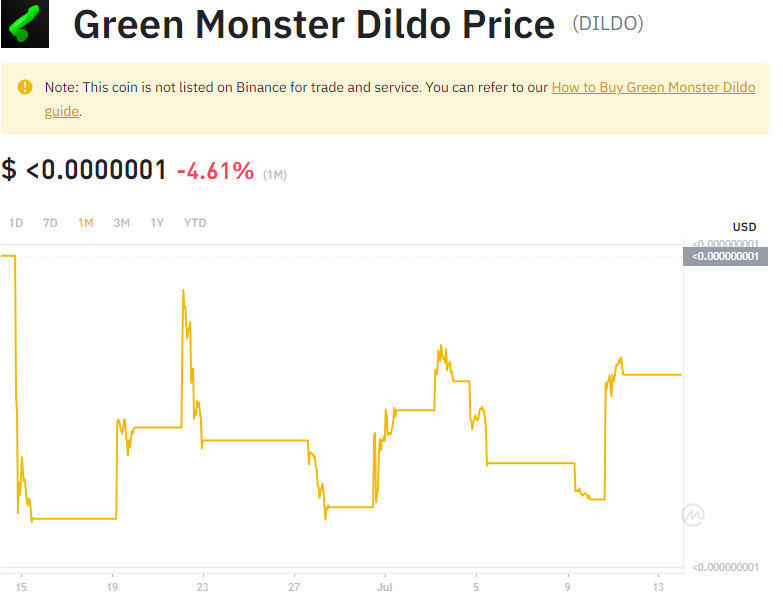 Green Monster Dildo Price (DILDO)
Note: This coin is not listed on Binance for trade and service. You can refer to our How to Buy Green Monster Dildo
guide.
$ <0.0000001 -4.61% (1M)
1D 7D 1M 3M 1Y YTD
USD
<0.000000001
<0.000000001
<0.000000001
15 19 23 27 Jul 5 9 13